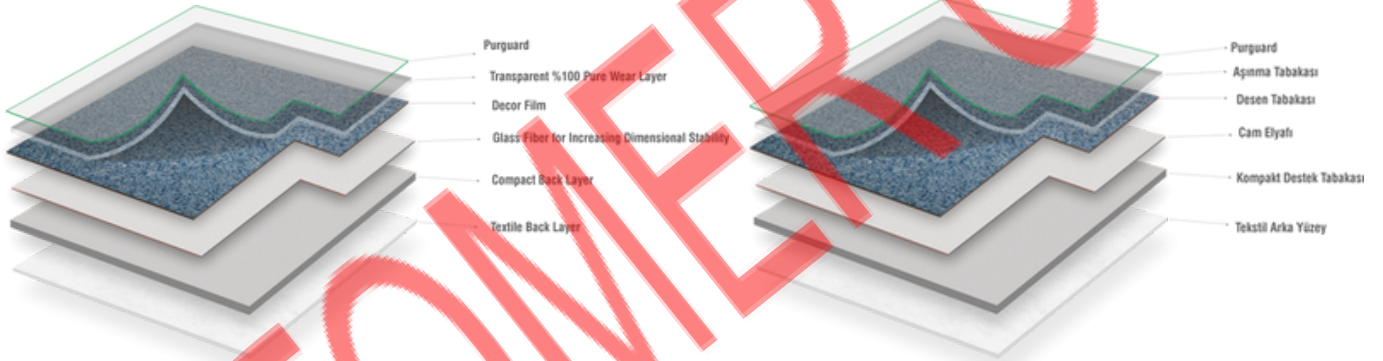 Purguard
Transparent %100 Pure Wear Layer
Decor Film
Glass Fiber for Increasing Dimensional Stability
Compact Back Layer
Textile Back Layer
Purguard
Aşınma Tabakası
Desen Tabakası
Cam Elyafı
Kompakt Destek Tabakası
Tekstil Arka Yüzey